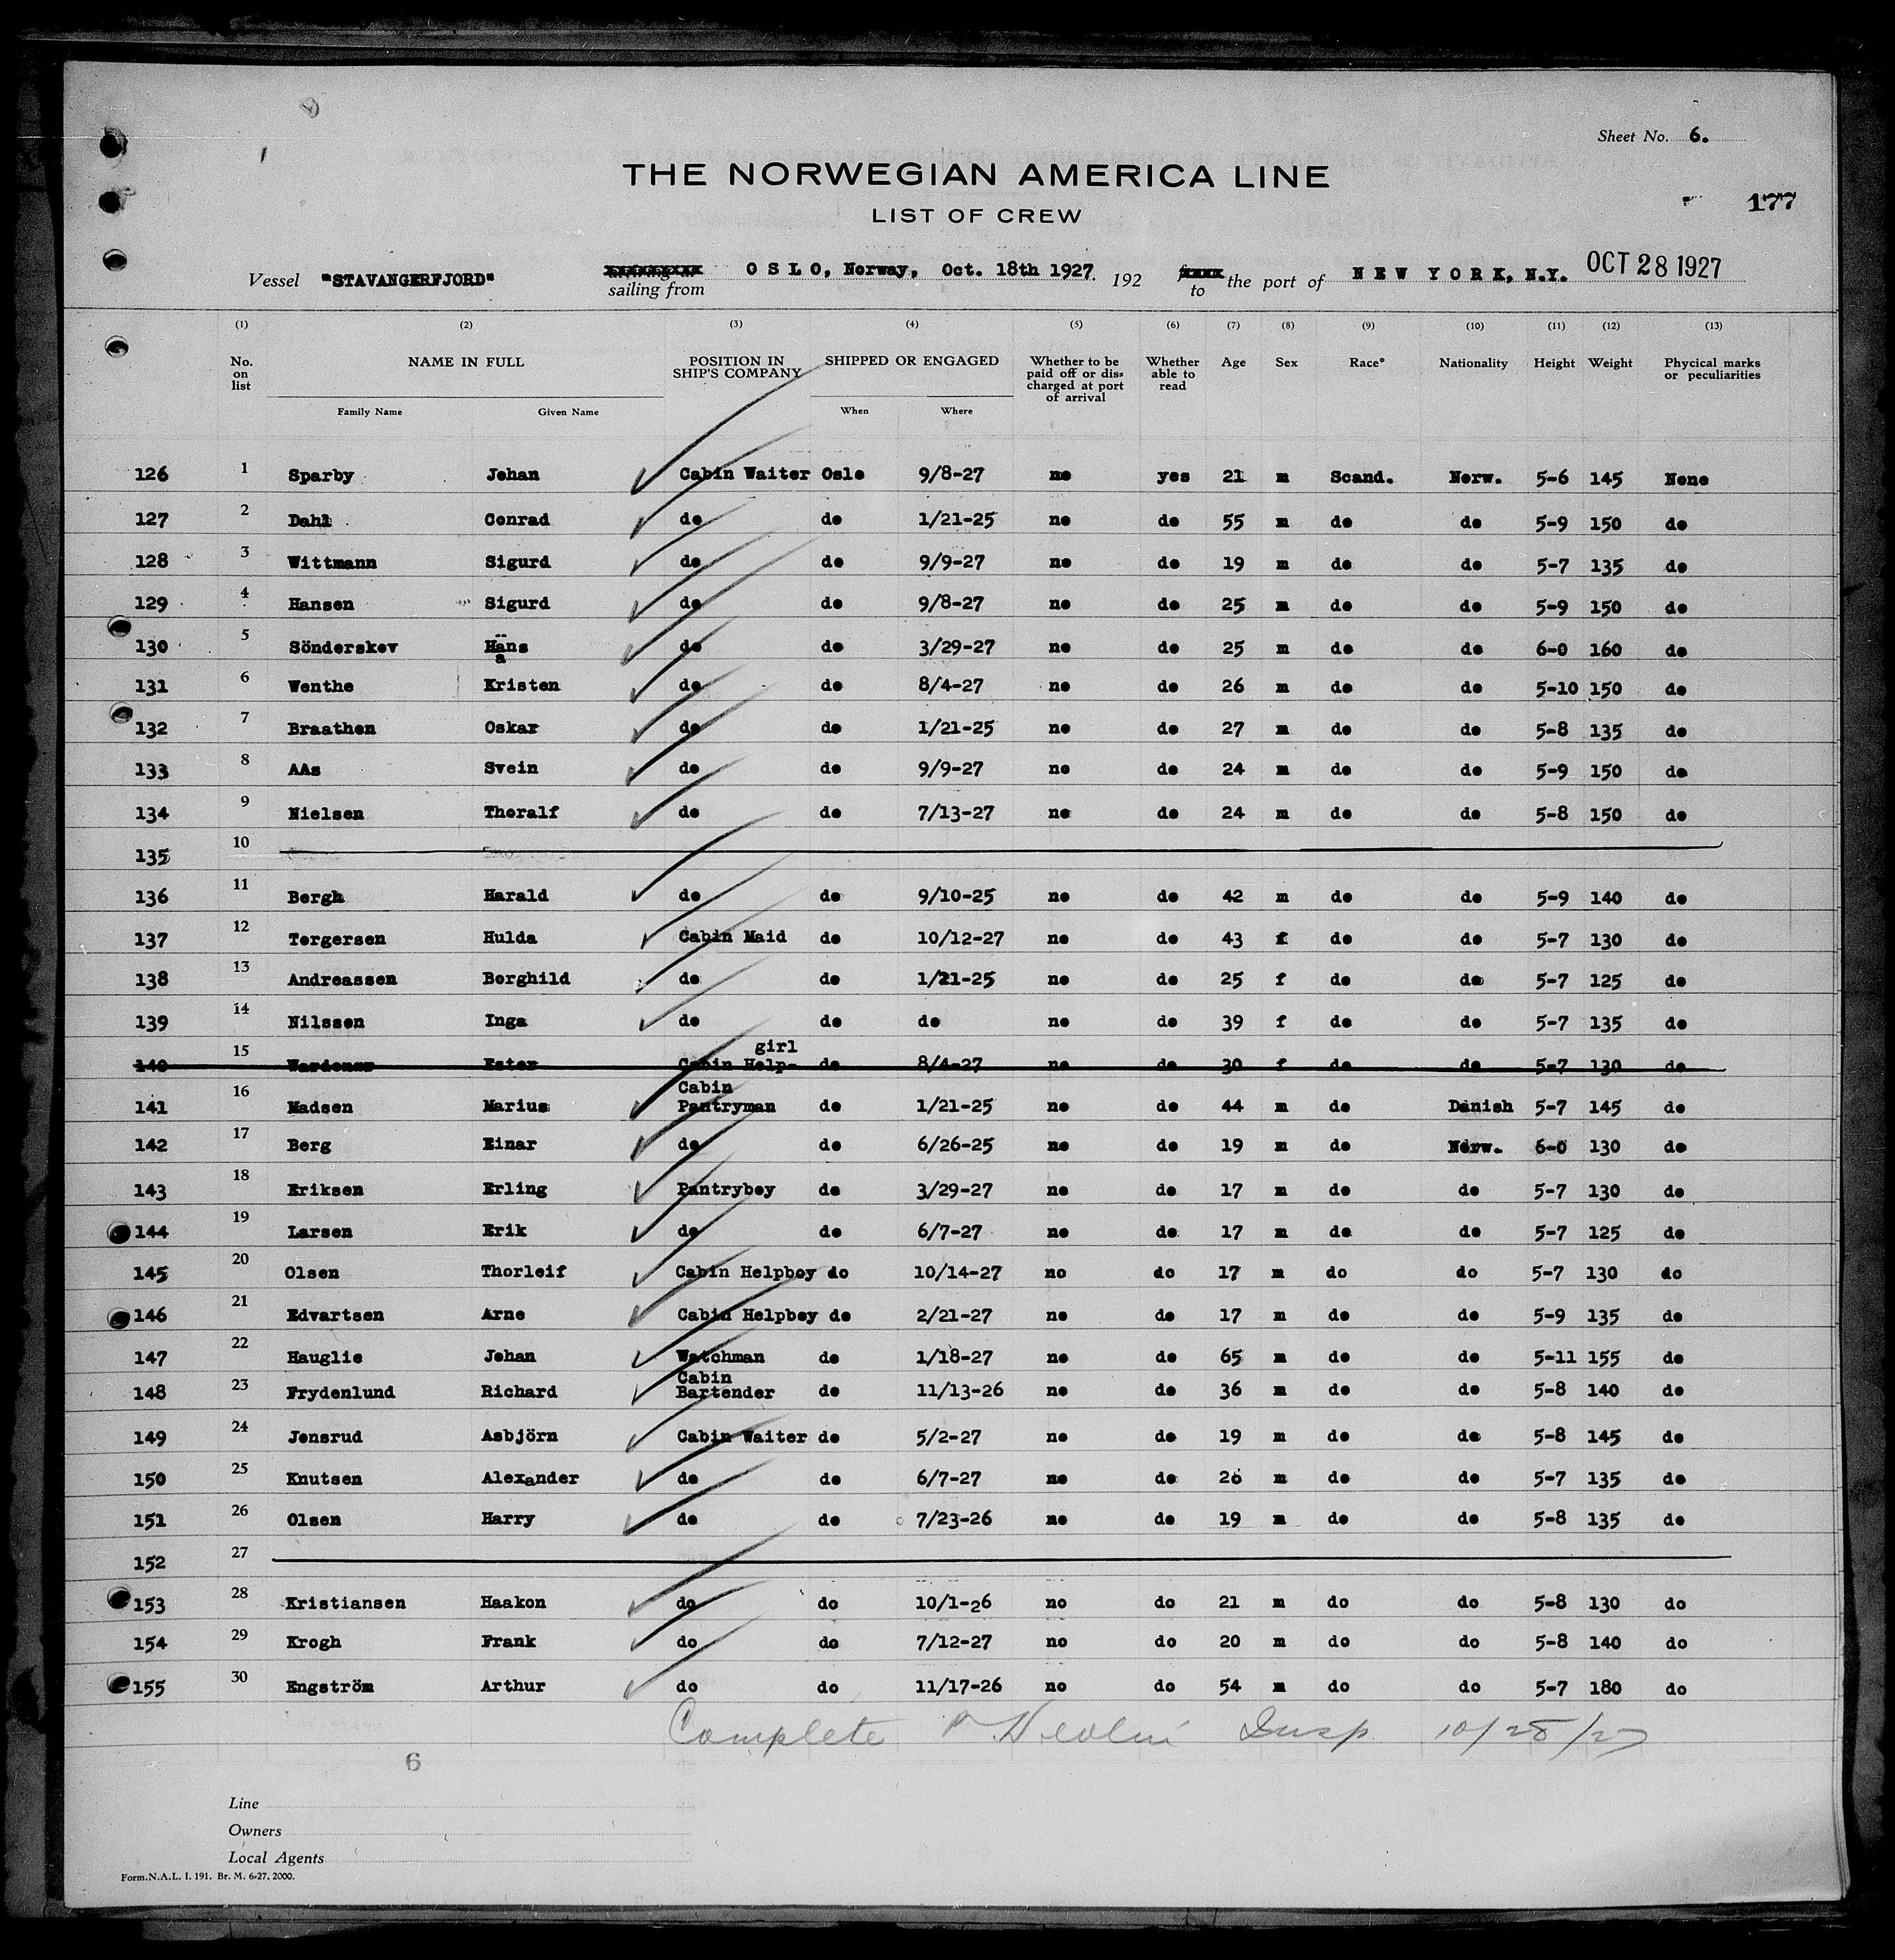 Sheet No. 6.
THE NORWEGIAN AMERICA LINE
177
LIST OF CREW
Vessel "STAVANGERFJORD" sailing from O S L O, Norway, Oct. 18th 1927. 192 to the port of N E W Y O R K, N.Y. OCT 28 1927
(1) (2) (3) (4) (5) (6) (7) (8) (9) (10) (11) (12) (13)
No. on list NAME IN FULL POSITION IN SHIP'S COMPANY SHIPPED OR ENGAGED Whether to be paid off or discharged at port of arrival Whether able to read Age Sex Race* Nationality Height Weight Phycical marks or peculiarities
Family Name Given Name When Where
126 1 Sparby Johan Cabin Waiter Oslo 9/8-27 no yes 21 m Scand. Norw. 5-6 145 None
127 2 Dahl Conrad do do 1/21-25 no do 55 m do do 5-9 150 do
128 3 Wittmann Sigurd do do 9/9-27 no do 19 m do do 5-7 135 do
129 4 Hansen Sigurd do do 9/8-27 no do 25 m do do 5-9 150 do
130 5 Sönderskov Hans do do 3/29-27 no do 25 m do do 6-0 160 do
a
131 6 Wenthe Kristen do do 8/4-27 no do 26 m do do 5-10 150 do
132 7 Braathen Oskar do do 1/21-25 no do 27 m do do 5-8 135 do
133 8 AAs Svein do do 9/9-27 no do 24 m do do 5-9 150 do
134 9 Nielsen Thoralf do do 7/13-27 no do 24 m do do 5-8 150 do
135 10
136 11 Bergh Harald do do 9/10-25 no do 42 m do do 5-9 140 do
137 12 Torgersen Hulda Cabin Maid do 10/12-27 no do 43 f do do 5-7 130 do
138 13 Andreassen Borghild do do 1/21-25 no do 25 f do do 5-7 125 do
139 14 Nilssen Inga do do do no do 39 f do do 5-7 135 do
girl
140 15 Ester Cabin Help- do 8/4-27 no do 30 f do do 5-7 130 do
Cabin
141 16 Madsen Marius Pantryman do 1/21-25 no do 44 m do Danish 5-7 145 do
142 17 Berg Einar do do 6/26-25 no do 19 m do Norw. 6-0 130 do
143 18 Eriksen Erling Pantryboy do 3/29-27 no do 17 m do do 5-7 130 do
144 19 Larsen Erik do do 6/7-27 no do 17 m do do 5-7 125 do
145 20 Olsen Thorleif Cabin Helpboy do 10/14-27 no do 17 m do do 5-7 130 do
146 21 Edvartsen Arne Cabin Helpboy do 2/21-27 no do 17 m do do 5-9 135 do
147 22 Hauglie Johan Watchman do 1/18-27 no do 65 m do do 5-11 155 do
Cabin
148 23 Frydenlund Richard Bartender do 11/13-26 no do 36 m do do 5-8 140 do
149 24 Jensrud Asbjörn Cabin Waiter do 5/2-27 no do 19 m do do 5-8 145 do
150 25 Knutsen Alexander do do 6/7-27 no do 26 m do do 5-7 135 do
151 26 Olsen Harry do do 7/23-26 no do 19 m do do 5-8 135 do
152 27
153 28 Kristiansen Haakon do do 10/1-26 no do 21 m do do 5-8 130 do
154 29 Krogh Frank do do 7/12-27 no do 20 m do do 5-8 140 do
155 30 Engström Arthur do do 11/17-26 no do 54 m do do 5-7 180 do
Complete Insp. 10/28/27
6
Line
Owners
Local Agents
Form.N.A.L. I. 191. Br. M. 6-27. 2000.